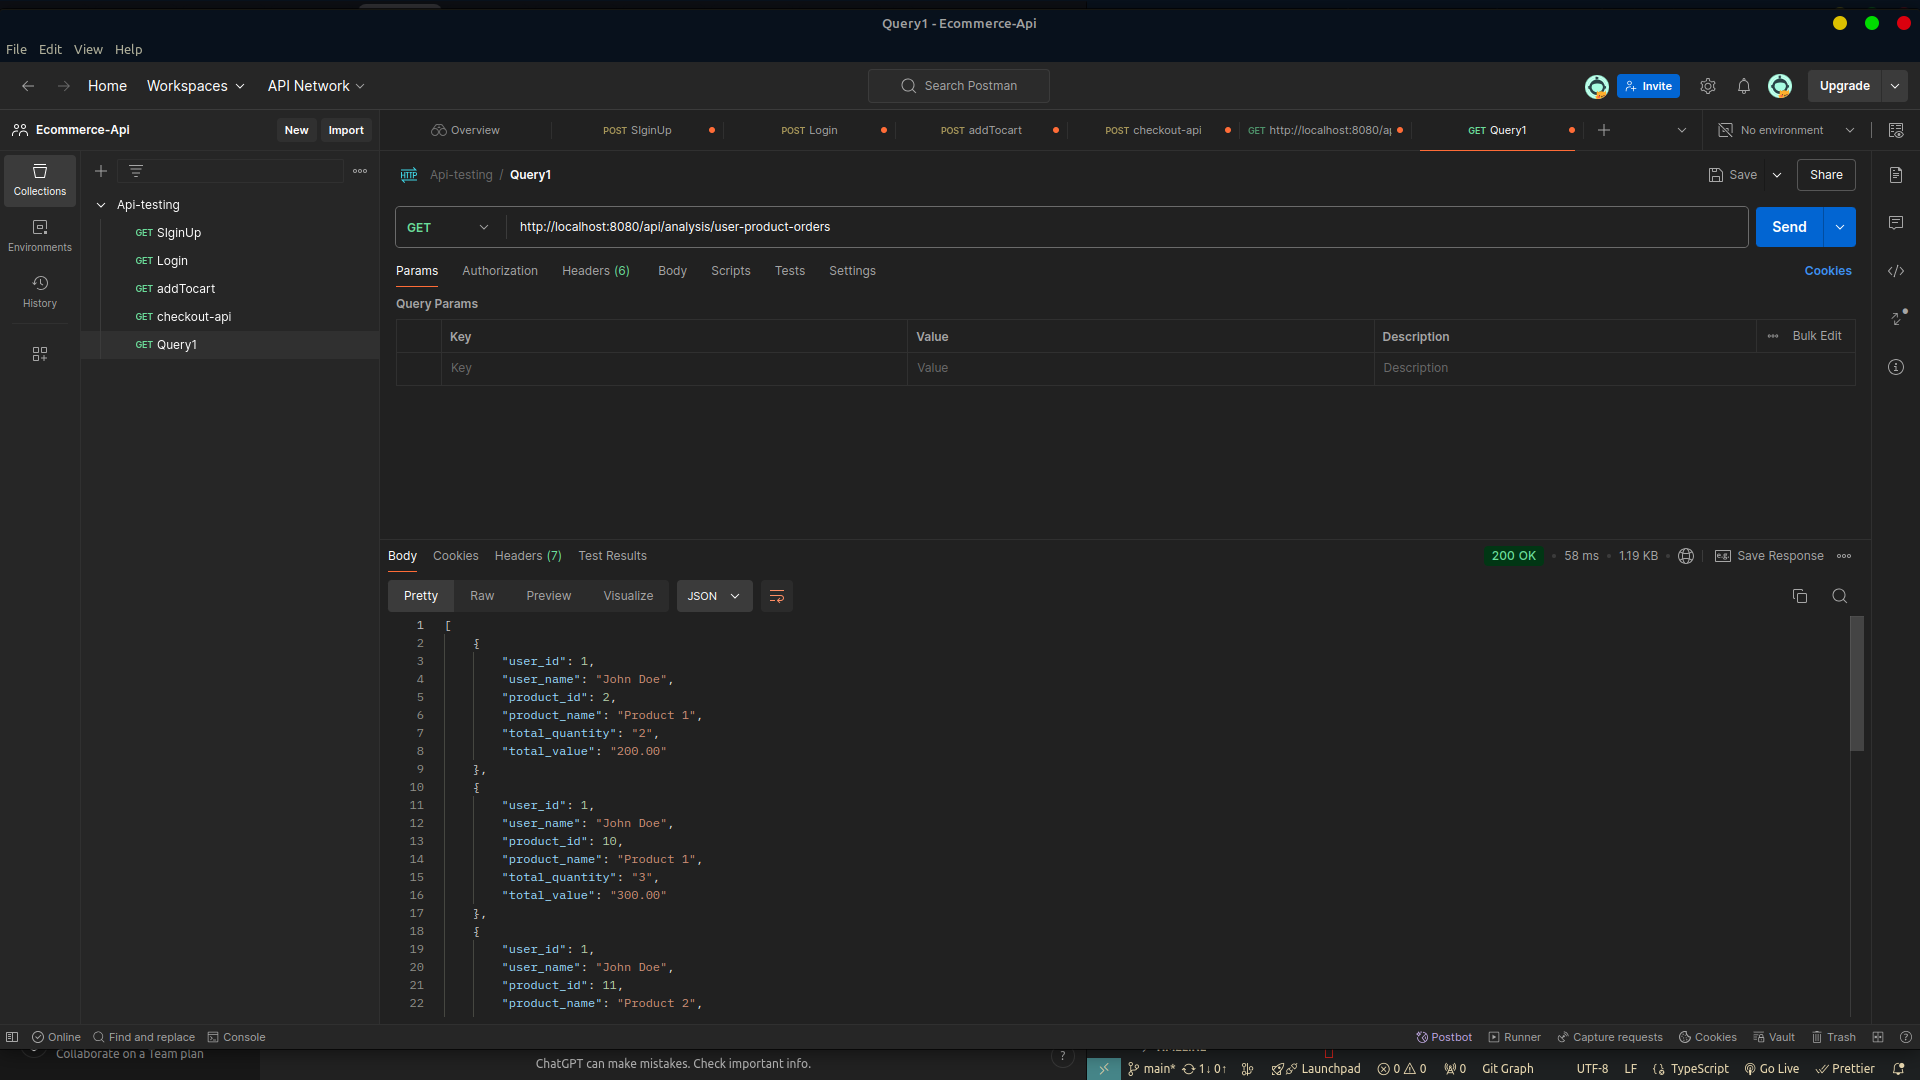 Query1 - Ecommerce-Api
File Edit View Help
Home Workspaces API Network Search Postman Invite Upgrade
Ecommerce-Api New Import Overview POST SIginUp POST Login POST addTocart POST checkout-api GET http://localhost:8080/ap GET Query1 No environment
Api-testing / Query1 Save Share
Collections
Environments
History
Api-testing
GET SIginUp
GET Login
GET addTocart
GET checkout-api
GET Query1
GET http://localhost:8080/api/analysis/user-product-orders Send
Params Authorization Headers (6) Body Scripts Tests Settings Cookies
Query Params
Key Value Description Bulk Edit
Key Value Description
Body Cookies Headers (7) Test Results 200 OK 58 ms 1.19 KB Save Response
Pretty Raw Preview Visualize JSON
1 [
2 {
3 "user_id": 1,
4 "user_name": "John Doe",
5 "product_id": 2,
6 "product_name": "Product 1",
7 "total_quantity": "2",
8 "total_value": "200.00"
9 },
10 {
11 "user_id": 1,
12 "user_name": "John Doe",
13 "product_id": 10,
14 "product_name": "Product 1",
15 "total_quantity": "3",
16 "total_value": "300.00"
17 },
18 {
19 "user_id": 1,
20 "user_name": "John Doe",
21 "product_id": 11,
22 "product_name": "Product 2",
Online Find and replace Console Postbot Runner Capture requests Cookies Vault Trash
Collaborate on a Team plan
ChatGPT can make mistakes. Check important info. ?
main* 1↓ 0↑ Launchpad 0 0 0 Git Graph UTF-8 LF {} TypeScript Go Live Prettier